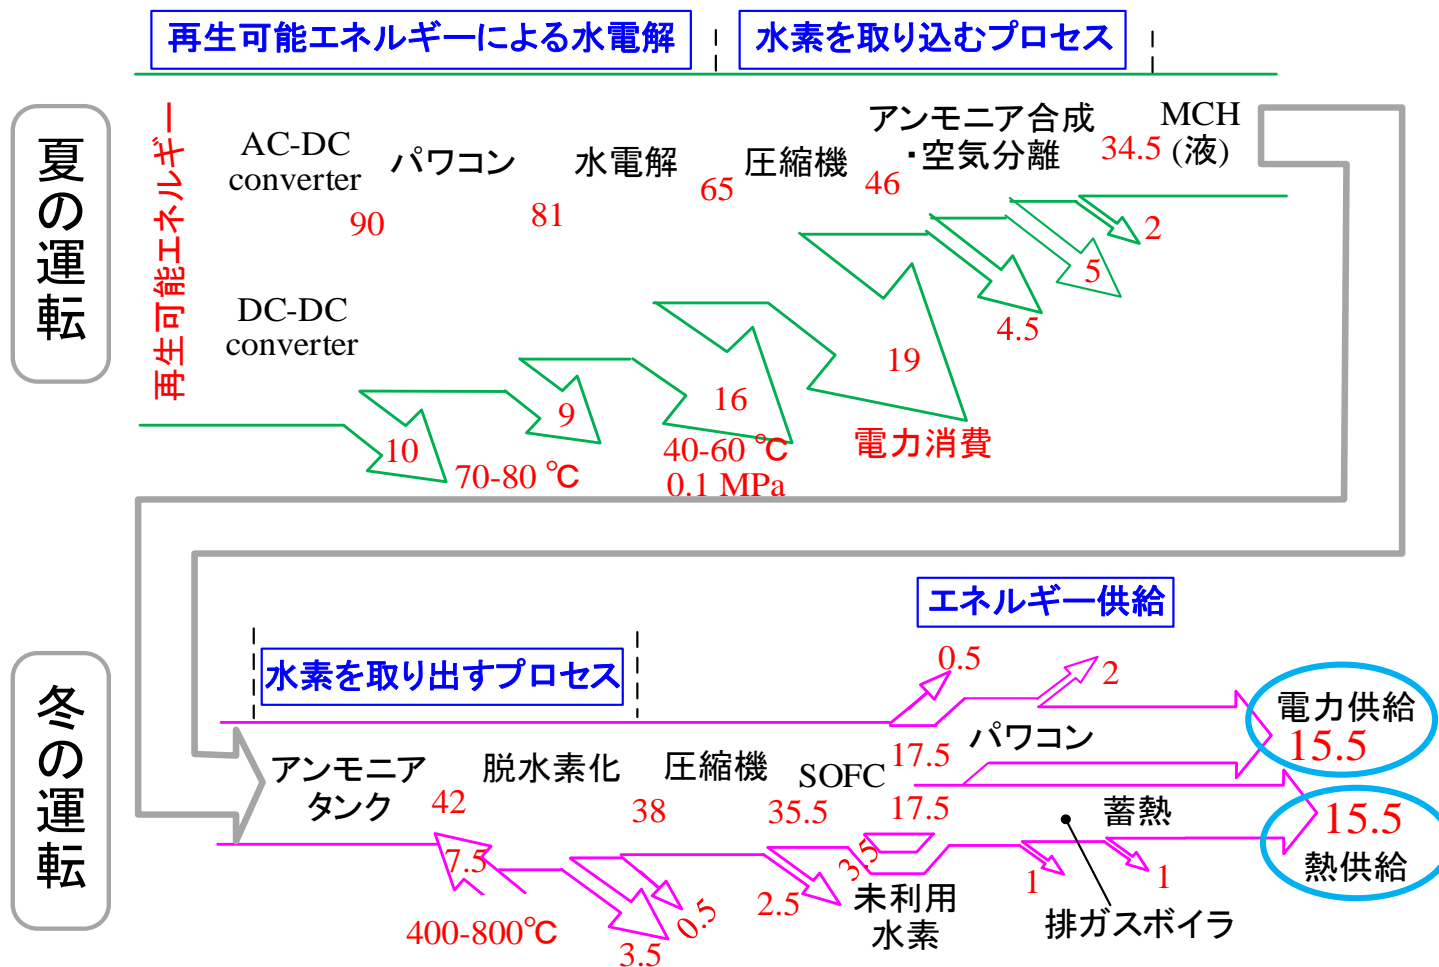 再生可能エネルギーによる水電解
水素を取り込むプロセス
夏の運転
再生可能エネルギー
AC-DC
converter
パワコン
水電解
圧縮機
アンモニア合成
・空気分離
MCH
(液)
90
81
65
46
34.5
DC-DC
converter
10
9
16
19
4.5
5
2
70-80 ℃
40-60 ℃
0.1 MPa
電力消費
エネルギー供給
水素を取り出すプロセス
冬の運転
アンモニア
タンク
42
脱水素化
38
圧縮機
35.5
SOFC
17.5
17.5
パワコン
0.5
2
電力供給
15.5
15.5
熱供給
蓄熱
7.5
400-800℃
3.5
0.5
2.5
3.5
未利用
水素
1
1
排ガスボイラ